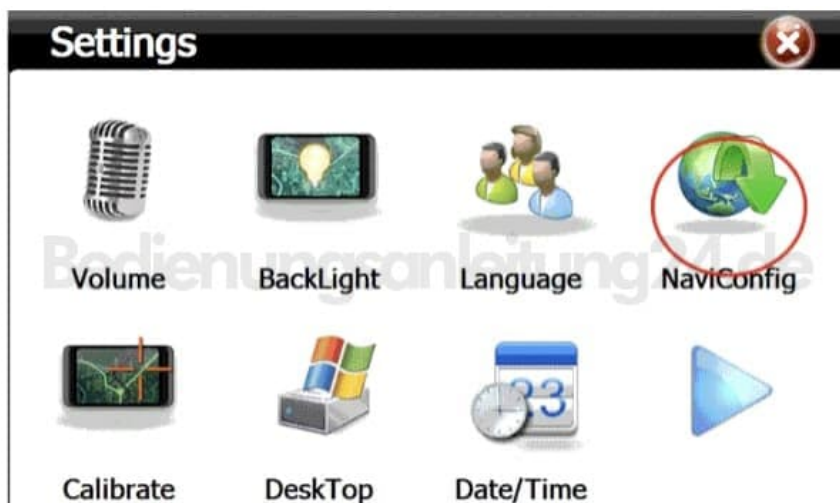 Settings
Volume BackLight Language NaviConfig
Bedienungsanleitung24.de
23
Calibrate DeskTop Date/Time